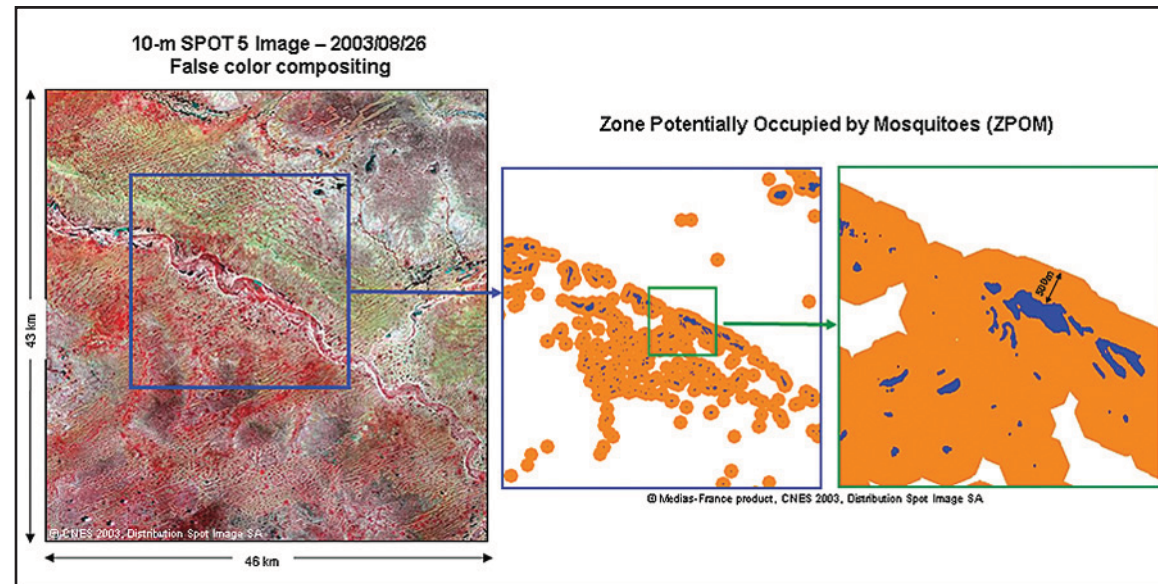 10-m SPOT 5 Image – 2003/08/26
False color compositing
Zone Potentially Occupied by Mosquitoes (ZPOM)
43 km
500m
© CNES 2003, Distribution Spot Image SA
© Medias-France product, CNES 2003, Distribution Spot Image SA
46 km